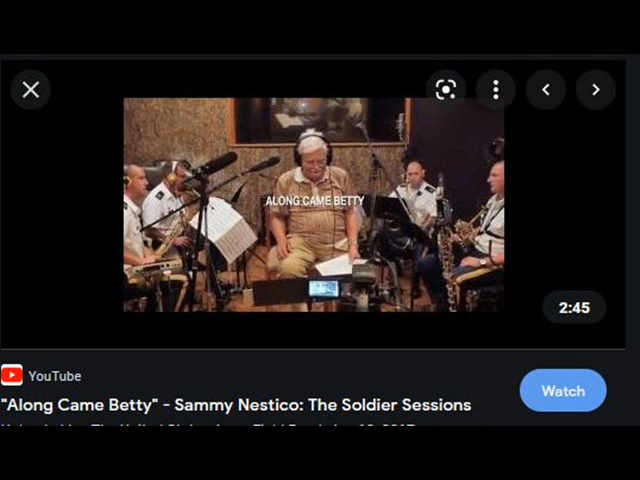 ALONG CAME BETTY
2:45
YouTube
"Along Came Betty" - Sammy Nestico: The Soldier Sessions
Watch